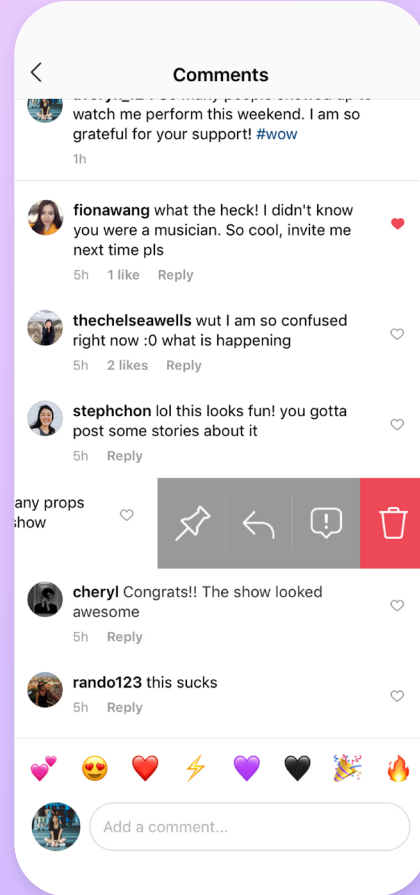 Comments
watch me perform this weekend. I am so
grateful for your support! #wow
1h
fionawang what the heck! I didn't know
you were a musician. So cool, invite me
next time pls
5h 1 like Reply
thechelseawells wut I am so confused
right now :0 what is happening
5h 2 likes Reply
stephchon lol this looks fun! you gotta
post some stories about it
5h Reply
any props
show
cheryl Congrats!! The show looked
awesome
5h Reply
rando123 this sucks
5h Reply
Add a comment...